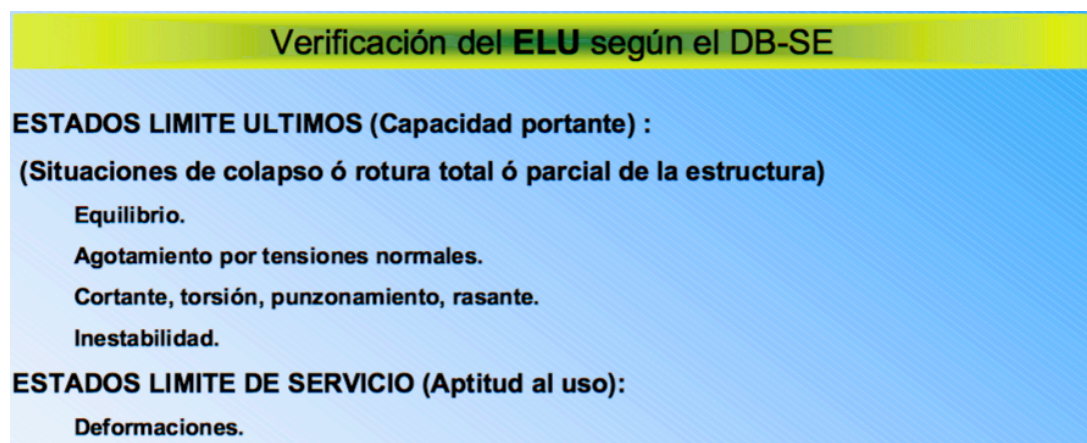 Verificación del ELU según el DB-SE
ESTADOS LIMITE ULTIMOS (Capacidad portante) :
(Situaciones de colapso ó rotura total ó parcial de la estructura)
Equilibrio.
Agotamiento por tensiones normales.
Cortante, torsión, punzonamiento, rasante.
Inestabilidad.
ESTADOS LIMITE DE SERVICIO (Aptitud al uso):
Deformaciones.